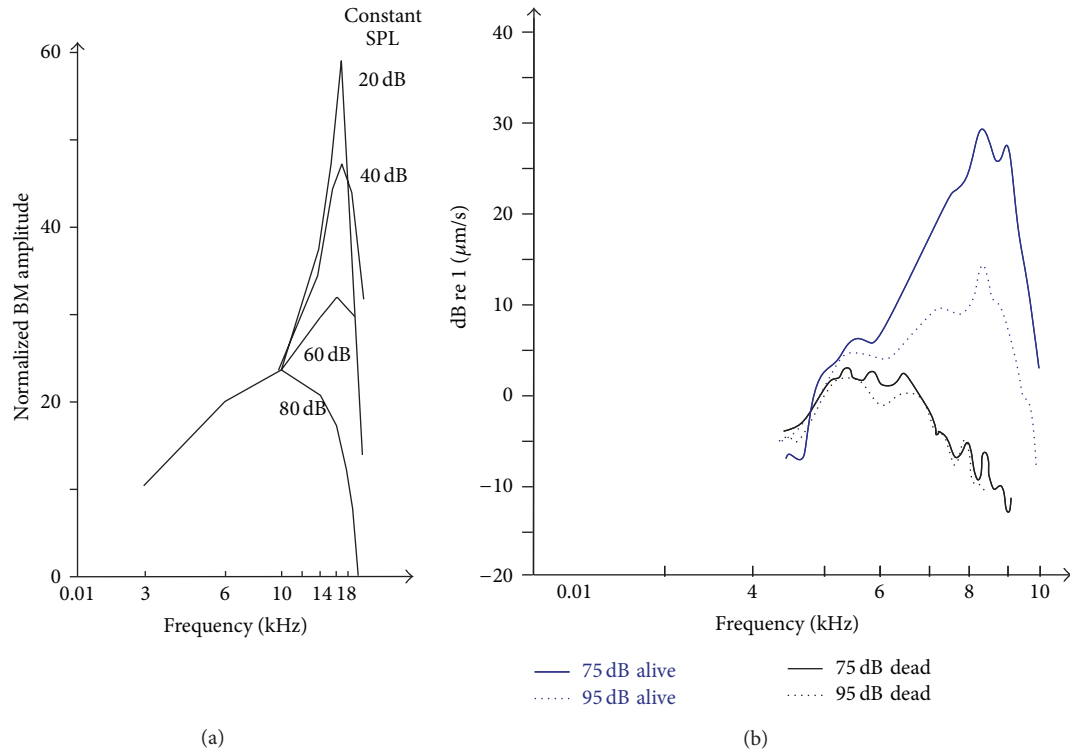 Constant
SPL
60
20 dB
40 dB
40
60 dB
20
80 dB
0
0.01 3 6 10 14 18
Normalized BM amplitude
Frequency (kHz)
(a)
40
30
20
10
0
−10
−20
0.01 4 6 8 10
dB re 1 (μm/s)
Frequency (kHz)
75 dB alive
95 dB alive
75 dB dead
95 dB dead
(b)